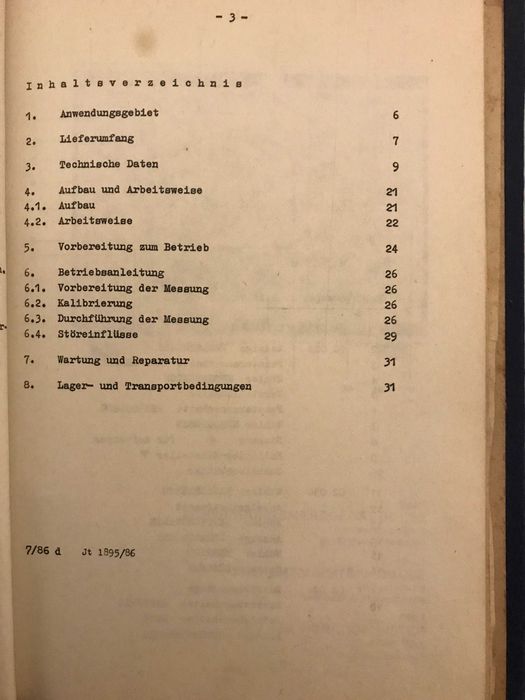 - 3 -
Inhaltsverzeichnis
1. Anwendungsgebiet 6
2. Lieferumfang 7
3. Technische Daten 9
4. Aufbau und Arbeitsweise 21
4.1. Aufbau 21
4.2. Arbeitsweise 22
5. Vorbereitung zum Betrieb 24
6. Betriebsanleitung 26
6.1. Vorbereitung der Messung 26
6.2. Kalibrierung 26
6.3. Durchführung der Messung 26
6.4. Störeinflüsse 29
7. Wartung und Reparatur 31
8. Lager- und Transportbedingungen 31
7/86 d Jt 1895/86